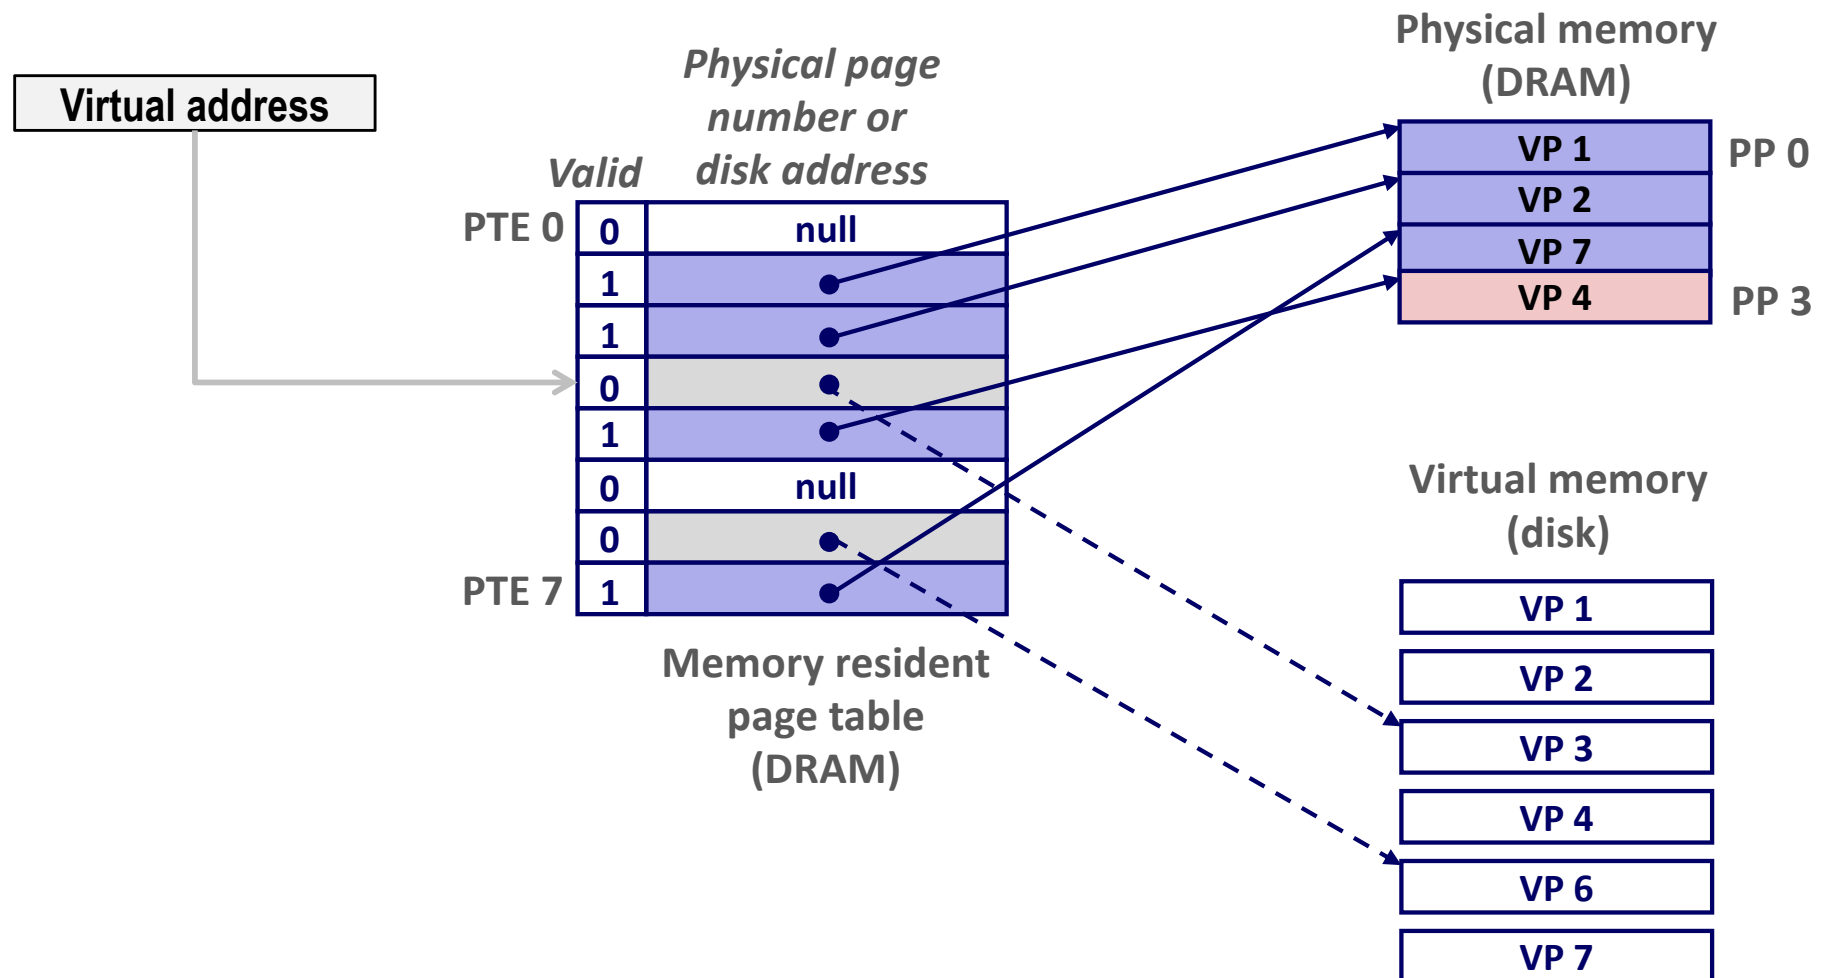 Virtual address
Physical page
number or
disk address
Valid
PTE 0
0
null
1
1
0
1
0
null
0
PTE 7
1
Memory resident
page table
(DRAM)
Physical memory
(DRAM)
VP 1
PP 0
VP 2
VP 7
VP 4
PP 3
Virtual memory
(disk)
VP 1
VP 2
VP 3
VP 4
VP 6
VP 7